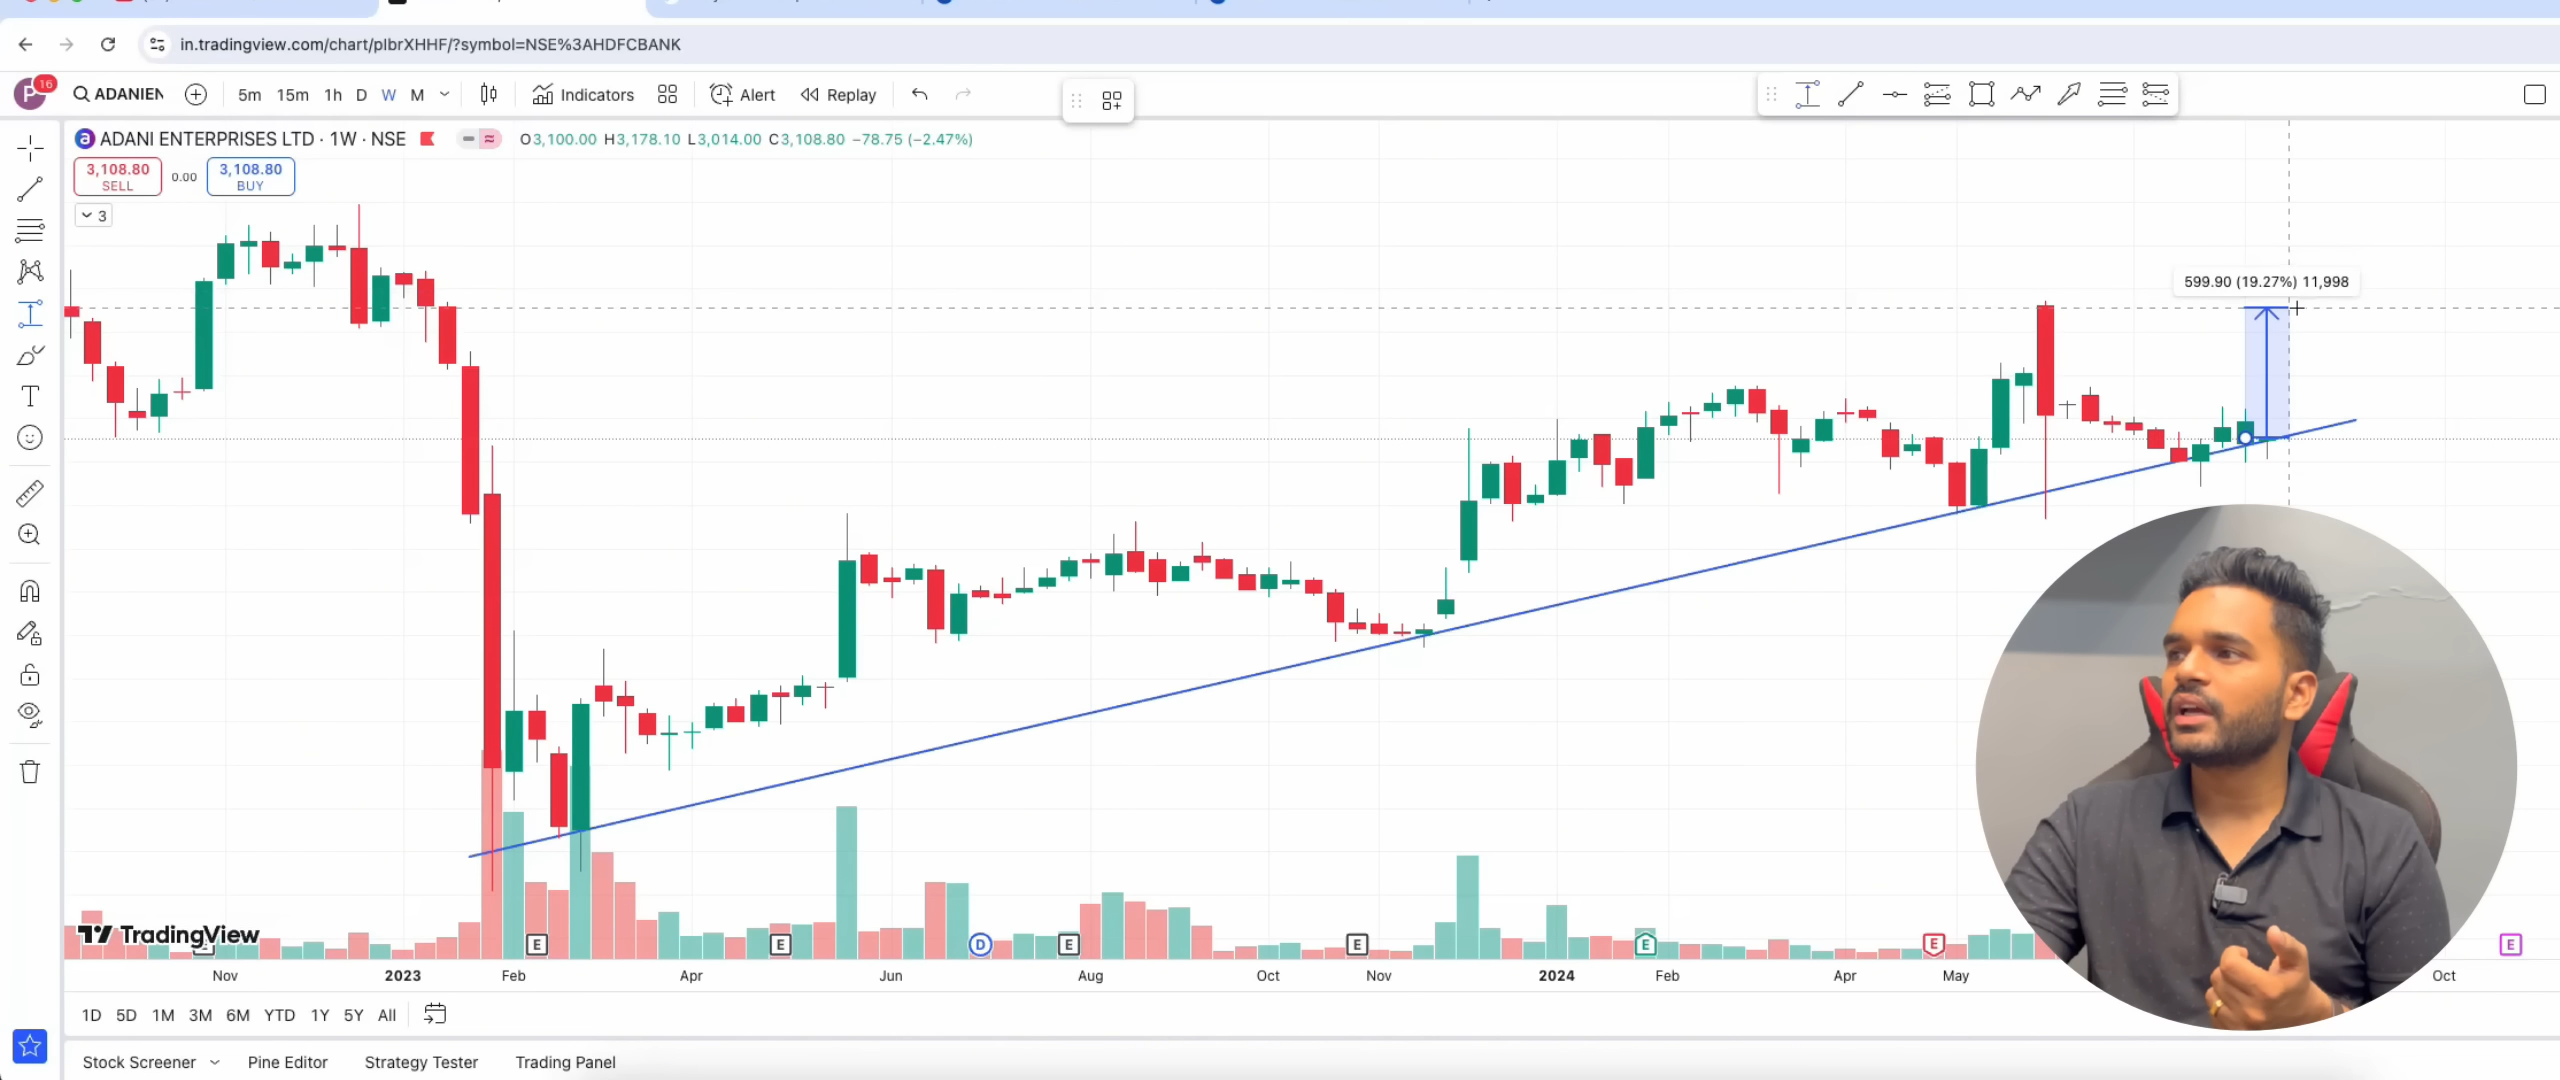 in.tradingview.com/chart/plbrXHHF/?symbol=NSE%3AHDFCBANK
P 16 ADANIEN 5m 15m 1h D W M Indicators Alert Replay
a ADANI ENTERPRISES LTD · 1W · NSE O3,100.00 H3,178.10 L3,014.00 C3,108.80 −78.75 (−2.47%)
3,108.80 SELL 0.00 3,108.80 BUY
3
599.90 (19.27%) 11,998
TradingView
E E E D E E E E E
Nov 2023 Feb Apr Jun Aug Oct Nov 2024 Feb Apr May Oct
1D 5D 1M 3M 6M YTD 1Y 5Y All
Stock Screener Pine Editor Strategy Tester Trading Panel